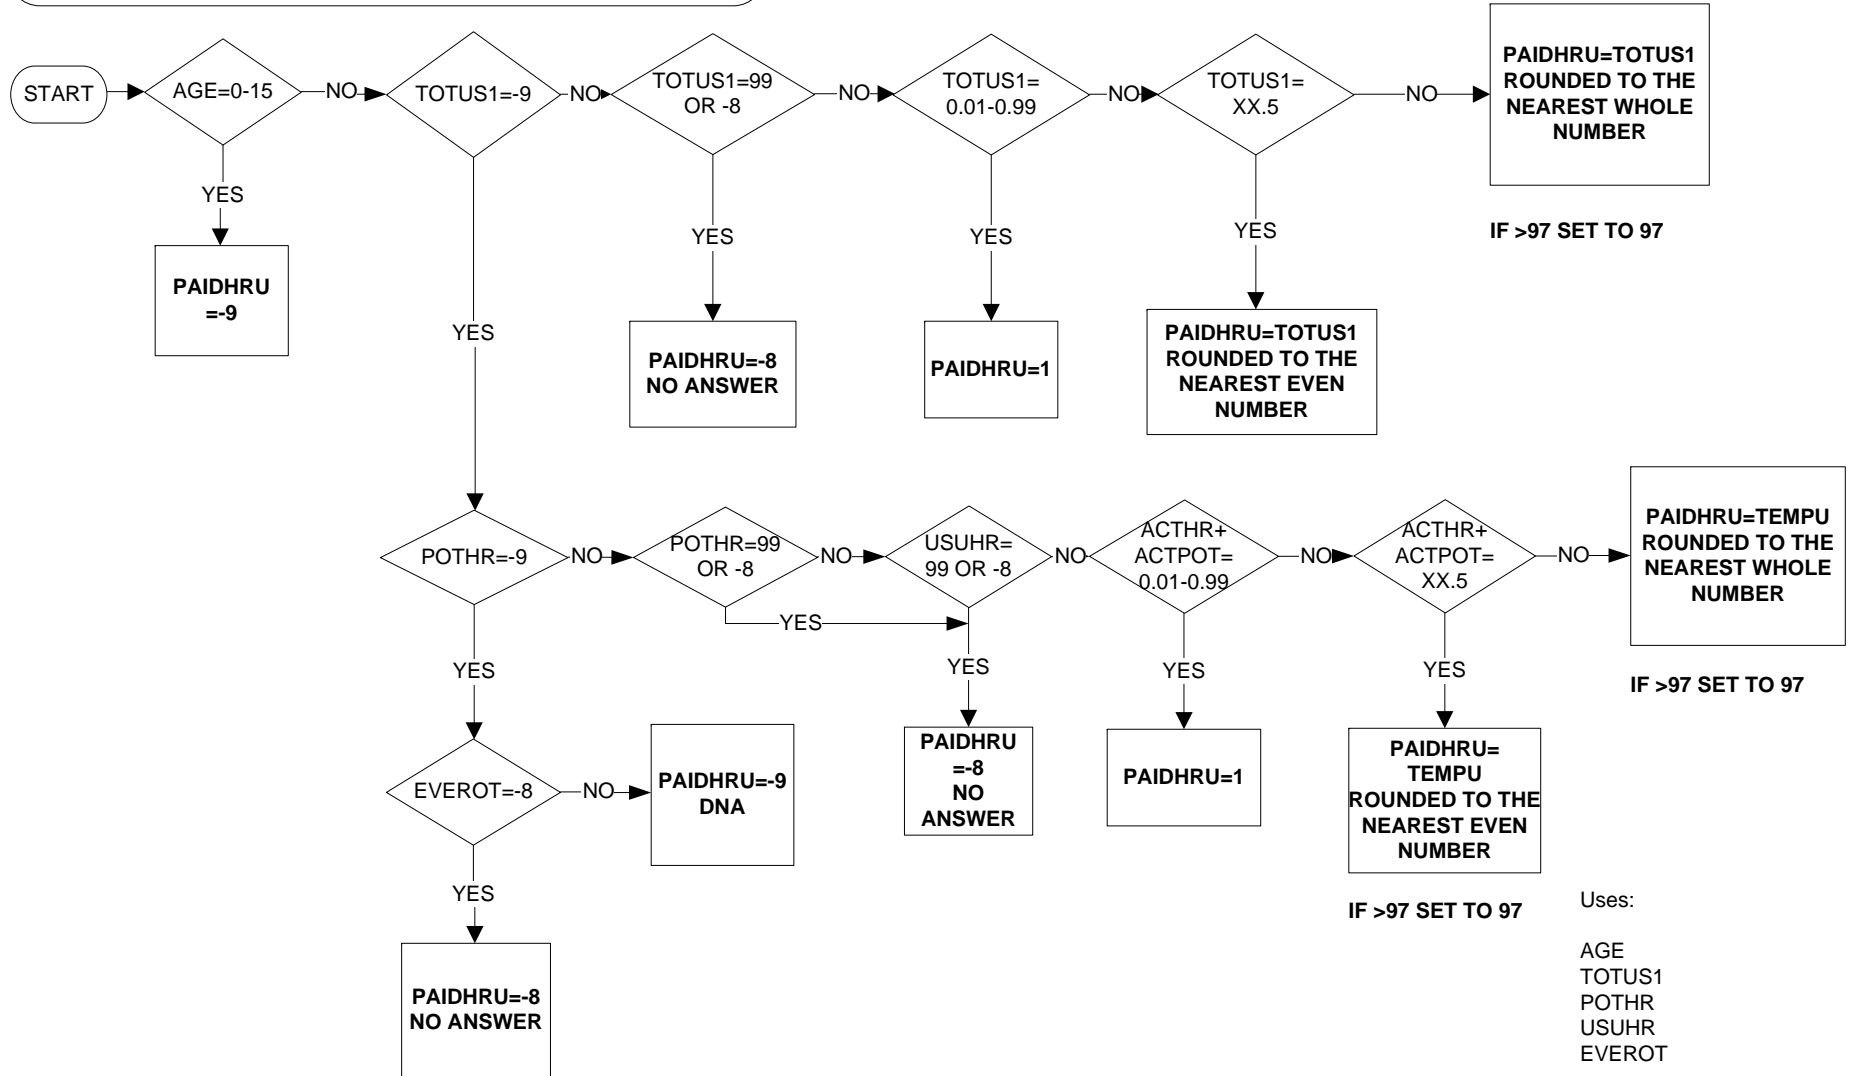 START
AGE=0-15
NO
TOTUS1=-9
NO
TOTUS1=99
OR -8
NO
TOTUS1=
0.01-0.99
NO
TOTUS1=
XX.5
NO
PAIDHRU=TOTUS1
ROUNDED TO THE
NEAREST WHOLE
NUMBER
IF >97 SET TO 97
YES
PAIDHRU
=-9
YES
YES
PAIDHRU=-8
NO ANSWER
YES
PAIDHRU=1
YES
PAIDHRU=TOTUS1
ROUNDED TO THE
NEAREST EVEN
NUMBER
POTHR=-9
NO
POTHR=99
OR -8
NO
USUHR=
99 OR -8
NO
ACTHR+
ACTPOT=
0.01-0.99
NO
ACTHR+
ACTPOT=
XX.5
NO
PAIDHRU=TEMPU
ROUNDED TO THE
NEAREST WHOLE
NUMBER
IF >97 SET TO 97
YES
YES
YES
YES
YES
EVEROT=-8
NO
PAIDHRU=-9
DNA
PAIDHRU
=-8
NO
ANSWER
PAIDHRU=1
PAIDHRU=
TEMPU
ROUNDED TO THE
NEAREST EVEN
NUMBER
IF >97 SET TO 97
YES
PAIDHRU=-8
NO ANSWER
Uses:
AGE
TOTUS1
POTHR
USUHR
EVEROT